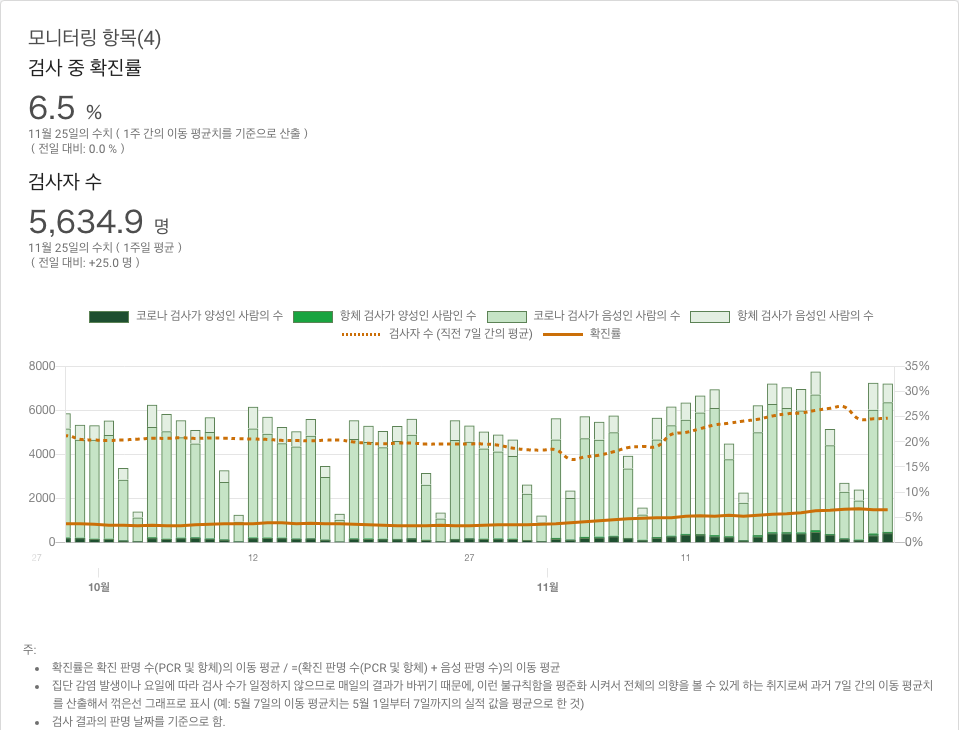 모니터링 항목(4)
검사 중 확진률
6.5 %
11월 25일의 수치 ( 1주 간의 이동 평균치를 기준으로 산출 )
( 전일 대비: 0.0 % )
검사자 수
5,634.9 명
11월 25일의 수치 ( 1주일 평균 )
( 전일 대비: +25.0 명 )
코로나 검사가 양성인 사람의 수 항체 검사가 양성인 사람인 수 코로나 검사가 음성인 사람의 수 항체 검사가 음성인 사람의 수
검사자 수 (직전 7일 간의 평균) 확진률
8000 35%
30%
6000 25%
4000 20%
15%
2000 10%
5%
0 0%
27 12 27 11
10월 11월
주:
확진률은 확진 판명 수(PCR 및 항체)의 이동 평균 / =(확진 판명 수(PCR 및 항체) + 음성 판명 수)의 이동 평균
집단 감염 발생이나 요일에 따라 검사 수가 일정하지 않으므로 매일의 결과가 바뀌기 때문에, 이런 불규칙함을 평준화 시켜서 전체의 의향을 볼 수 있게 하는 취지로써 과거 7일 간의 이동 평균치
를 산출해서 꺾은선 그래프로 표시 (예: 5월 7일의 이동 평균치는 5월 1일부터 7일까지의 실적 값을 평균으로 한 것)
검사 결과의 판명 날짜를 기준으로 함.